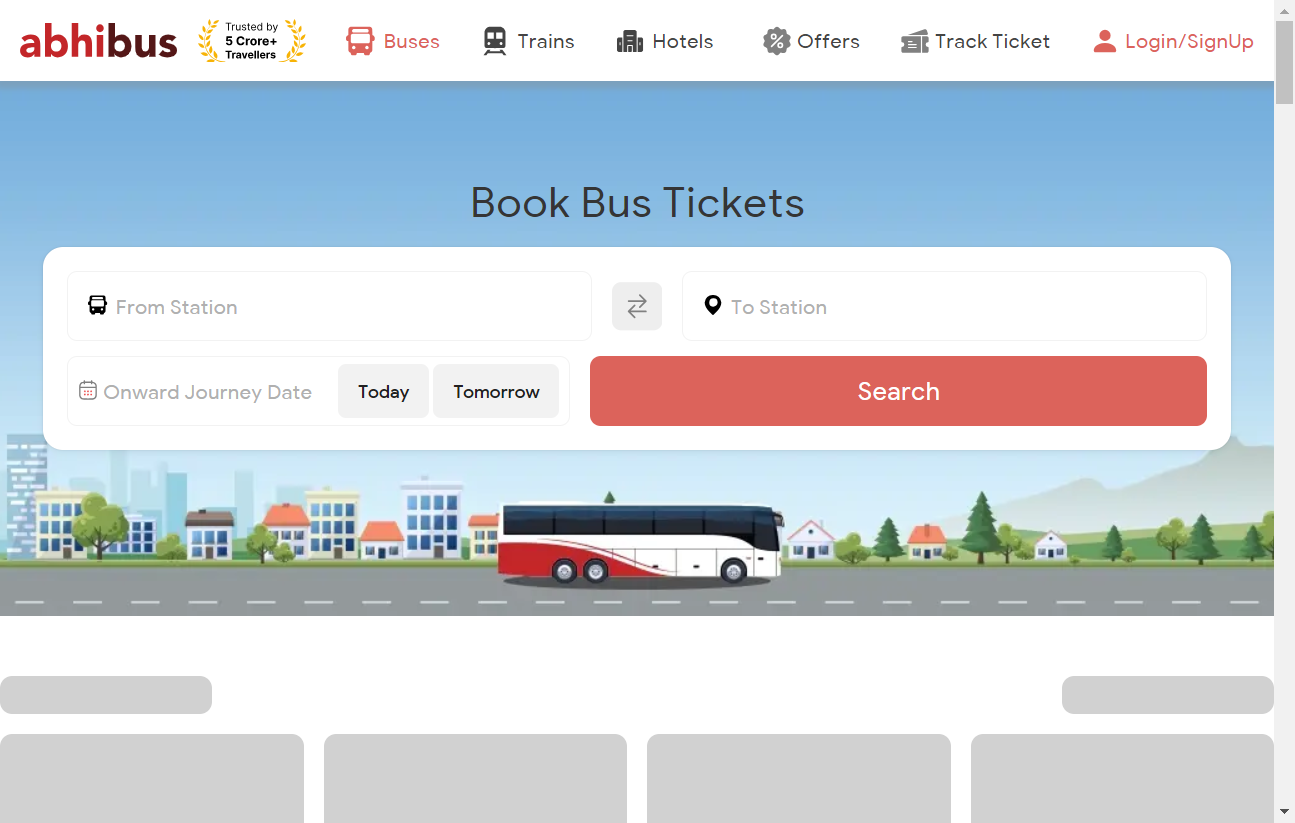 abhibus
Trusted by
5 Crore+
Travellers
Buses
Trains
Hotels
Offers
Track Ticket
Login/SignUp
Book Bus Tickets
From Station
To Station
Onward Journey Date
Today
Tomorrow
Search